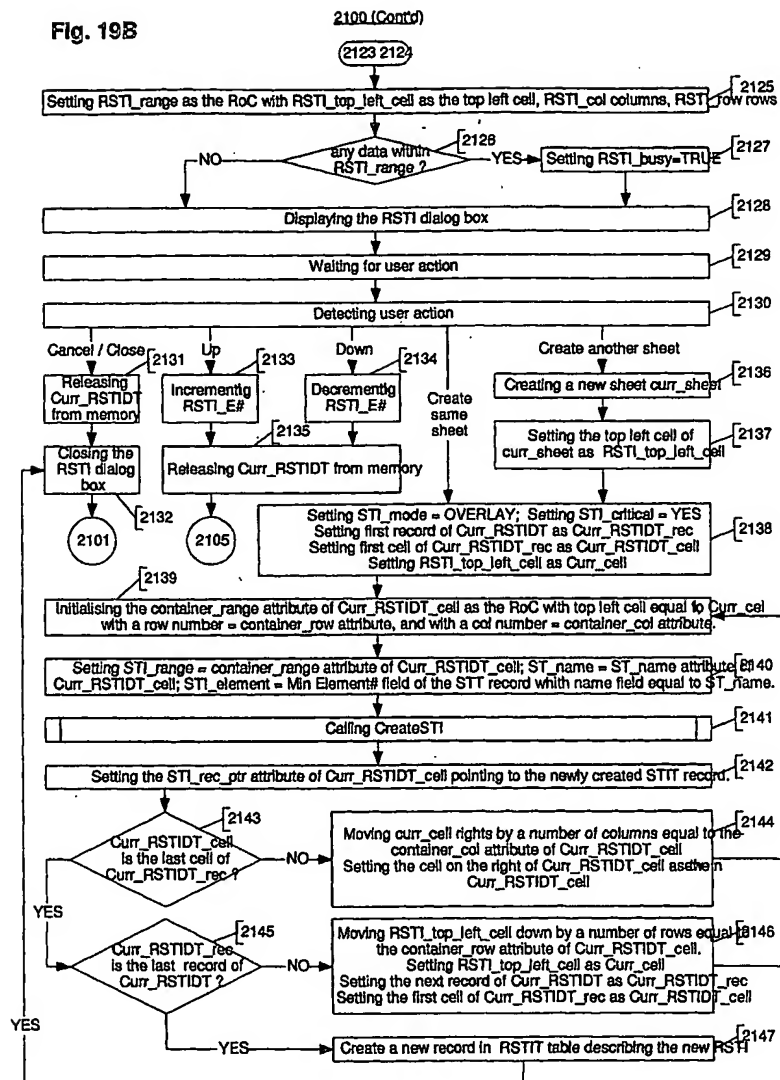 2100 (Cont'd)
Fig. 19B
2123 2124
2125
Setting RSTI_range as the RoC with RSTI_top_left_cell as the top left cell, RSTI_col columns, RSTI_row rows
2126
2127
any data within
RSTI_range ?
NO
YES
Setting RSTI_busy=TRUE
2128
Displaying the RSTI dialog box
2129
Waiting for user action
2130
Detecting user action
Cancel / Close
2131
Up
2133
Down
2134
Create another sheet
2136
Releasing
Curr_RSTIDT
from memory
Incrementig
RSTI_E#
Decrementig
RSTI_E#
Create
same
sheet
Creating a new sheet curr_sheet
2135
2137
Closing the
RSTI dialog
box
Releasing Curr_RSTIDT from memory
Setting the top left cell of
curr_sheet as RSTI_top_left_cell
2132
2101
2105
2138
Setting STI_mode = OVERLAY; Setting STI_critical = YES
Setting first record of Curr_RSTIDT as Curr_RSTIDT_rec
Setting first cell of Curr_RSTIDT_rec as Curr_RSTIDT_cell
Setting RSTI_top_left_cell as Curr_cell
2139
Initialising the container_range attribute of Curr_RSTIDT_cell as the RoC with top left cell equal to Curr_cel
with a row number = container_row attribute, and with a col number = container_col attribute.
2140
Setting STI_range = container_range attribute of Curr_RSTIDT_cell; ST_name = ST_name attribute of
Curr_RSTIDT_cell; STI_element = Min Element# field of the STT record whith name field equal to ST_name.
2141
Calling CreateSTI
2142
Setting the STI_rec_ptr attribute of Curr_RSTIDT_cell pointing to the newly created STIT record.
2143
2144
Curr_RSTIDT_cell
is the last cell of
Curr_RSTIDT_rec ?
NO
Moving curr_cell rights by a number of columns equal to the
container_col attribute of Curr_RSTIDT_cell
Setting the cell on the right of Curr_RSTIDT_cell as
Curr_RSTIDT_cell
YES
2145
2146
Curr_RSTIDT_rec
is the last record of
Curr_RSTIDT ?
NO
Moving RSTI_top_left_cell down by a number of rows equal to
the container_row attribute of Curr_RSTIDT_cell.
Setting RSTI_top_left_cell as Curr_cell
Setting the next record of Curr_RSTIDT as Curr_RSTIDT_rec
Setting the first cell of Curr_RSTIDT_rec as Curr_RSTIDT_cell
YES
YES
2147
Create a new record in RSTIT table describing the new RSTI